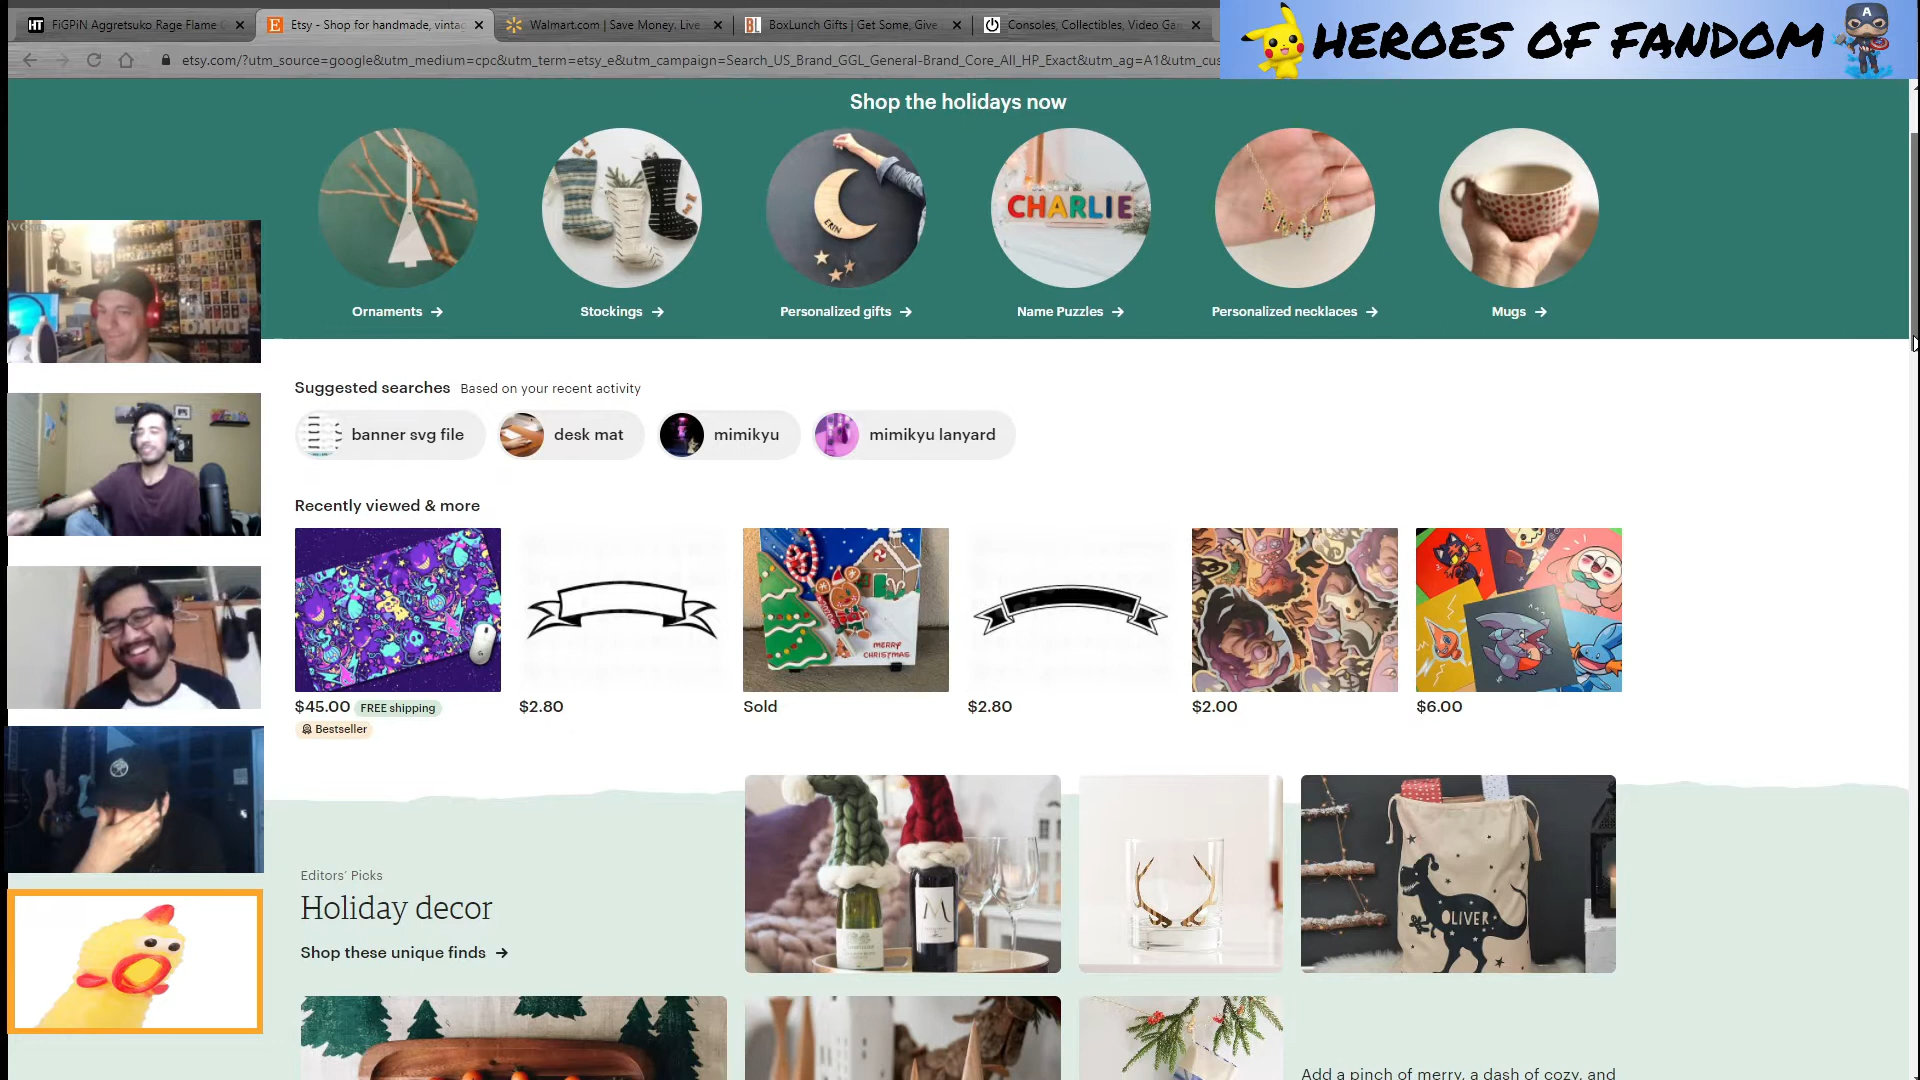 FiGPiN Aggretsuko Rage Flame
Etsy - Shop for handmade, vintag
Walmart.com | Save Money. Live
BoxLunch Gifts | Get Some, Give
Consoles, Collectibles, Video Ga
HEROES OF FANDOM
etsy.com/?utm_source=google&utm_medium=cpc&utm_term=etsy_e&utm_campaign=Search_US_Brand_GGL_General-Brand_Core_All_HP_Exact&utm_ag=A1&utm_cus
Shop the holidays now
ERIN
CHARLIE
Ornaments →
Stockings →
Personalized gifts →
Name Puzzles →
Personalized necklaces →
Mugs →
Suggested searches Based on your recent activity
banner svg file
desk mat
mimikyu
mimikyu lanyard
Recently viewed & more
MERRY
CHRISTMAS
$45.00 FREE shipping
Bestseller
$2.80
Sold
$2.80
$2.00
$6.00
Editors' Picks
Holiday decor
Shop these unique finds →
M
OLIVER
Add a pinch of merry, a dash of cozy, and